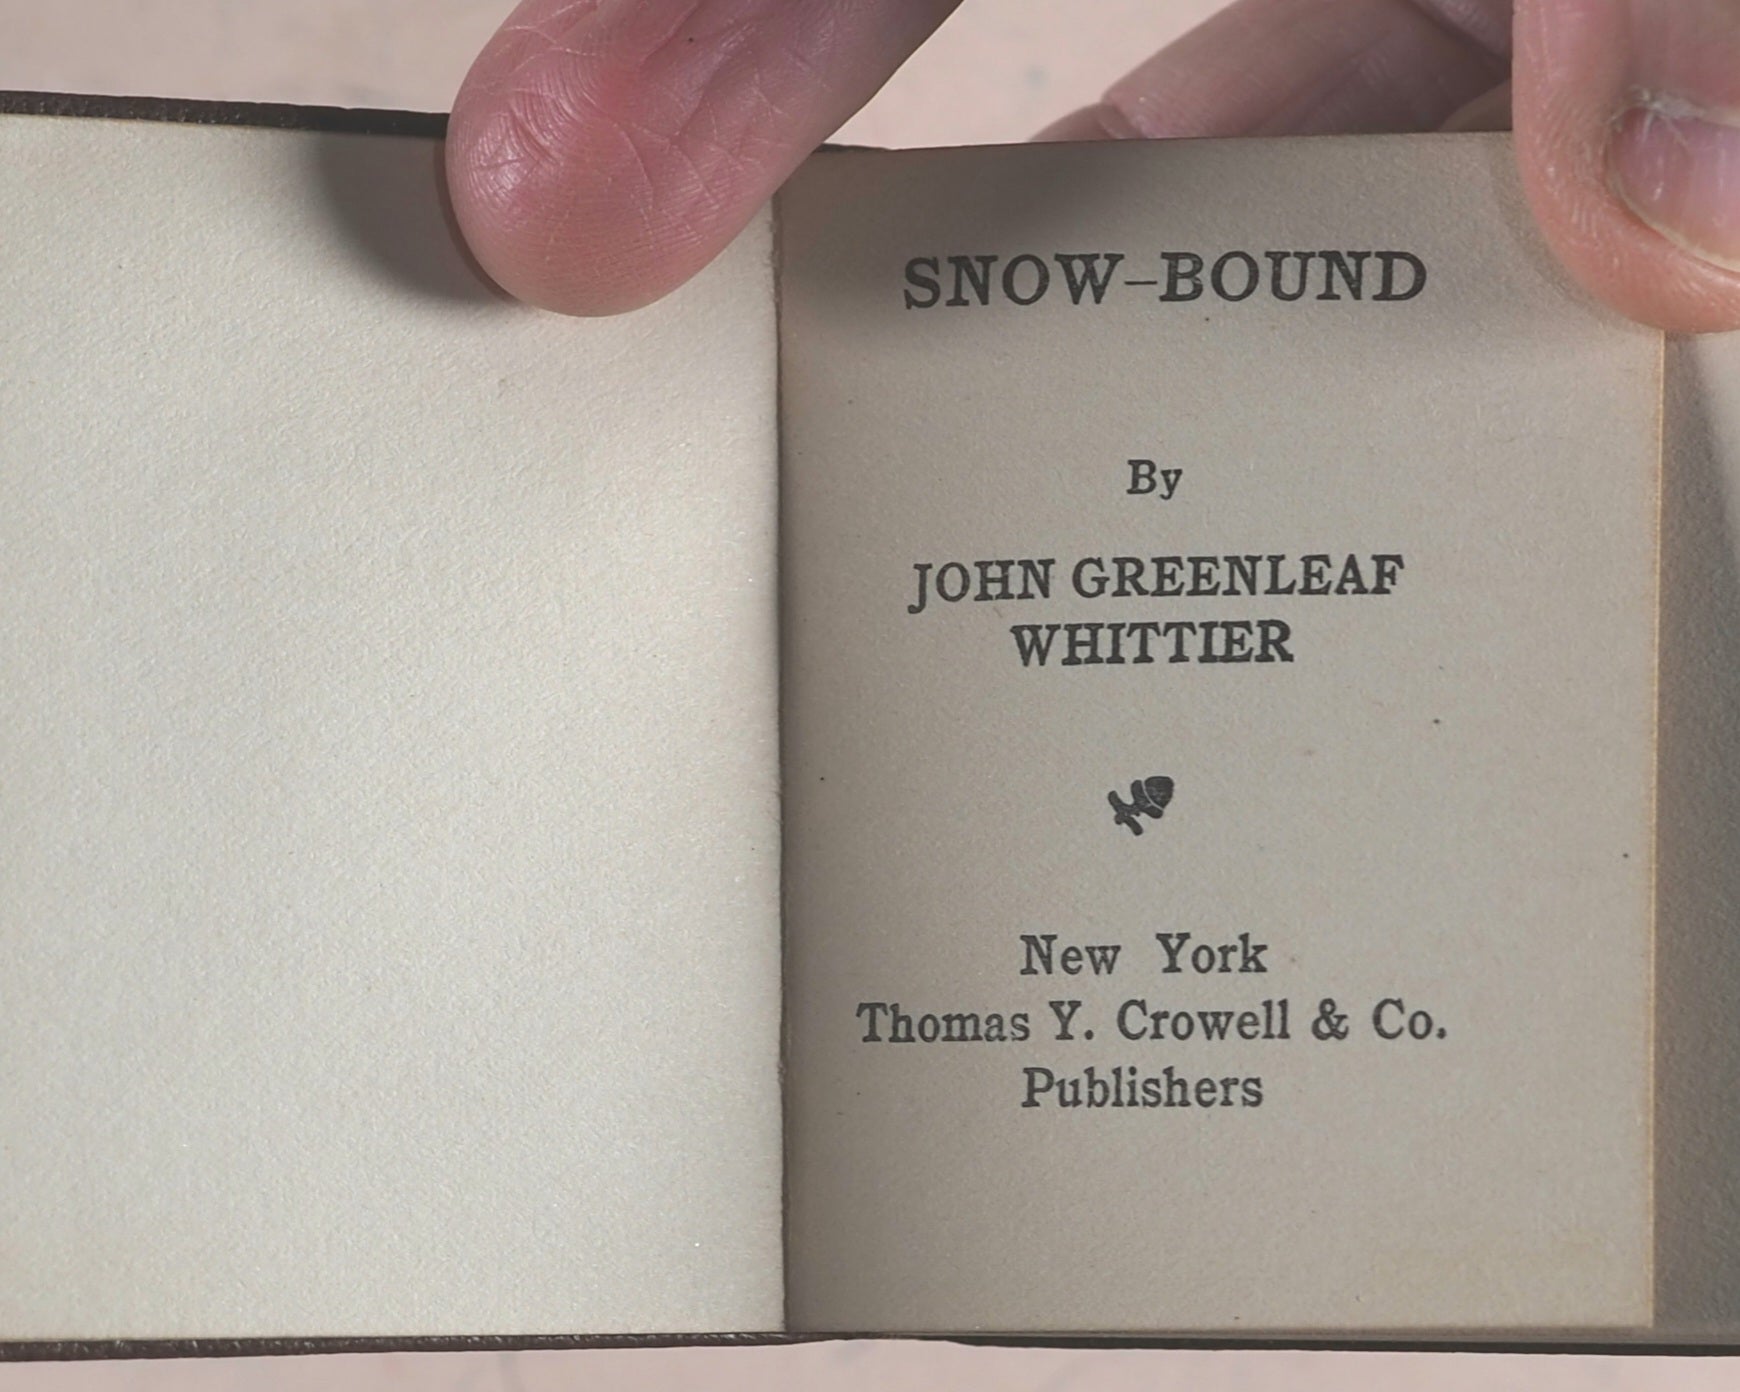 SNOW-BOUND
By
JOHN GREENLEAF
WHITTIER
New York
Thomas Y. Crowell & Co.
Publishers